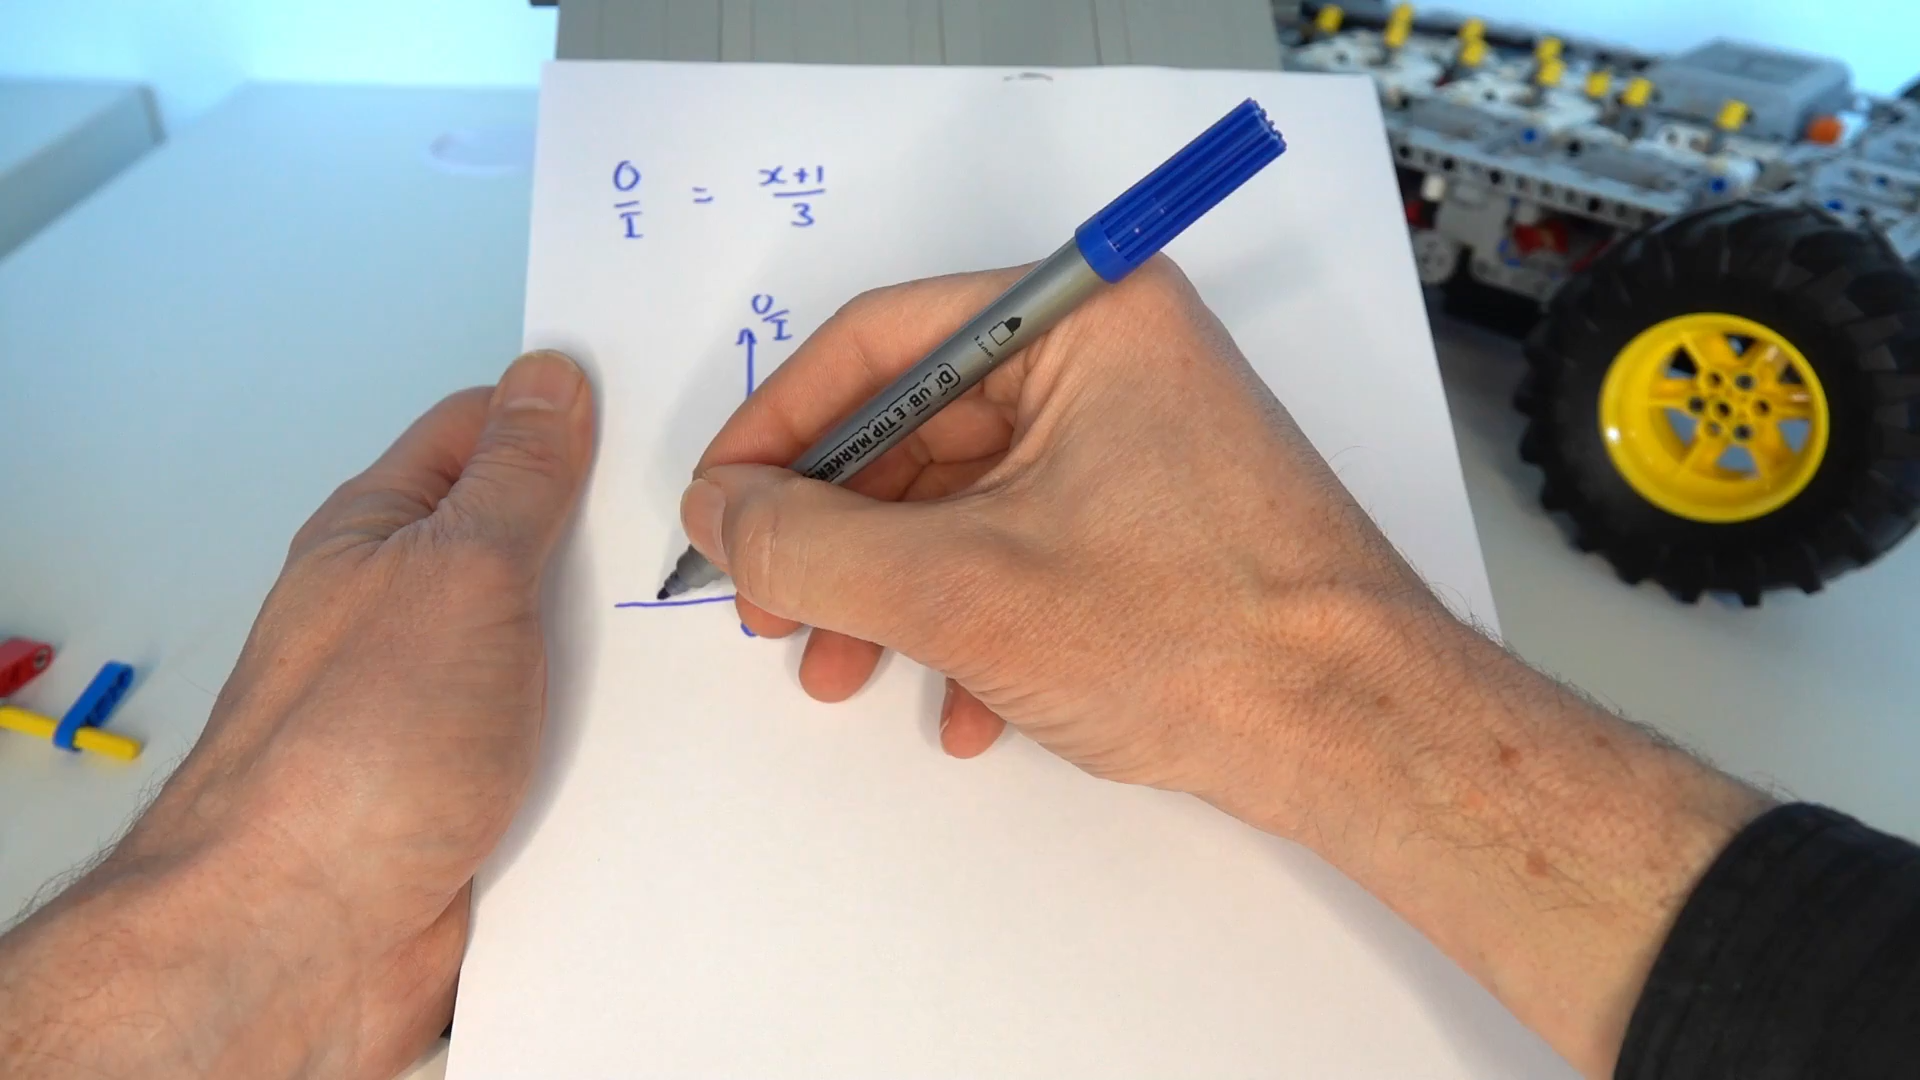 O/I = x+1/3
O/I
DOUBLE TIP MARKER